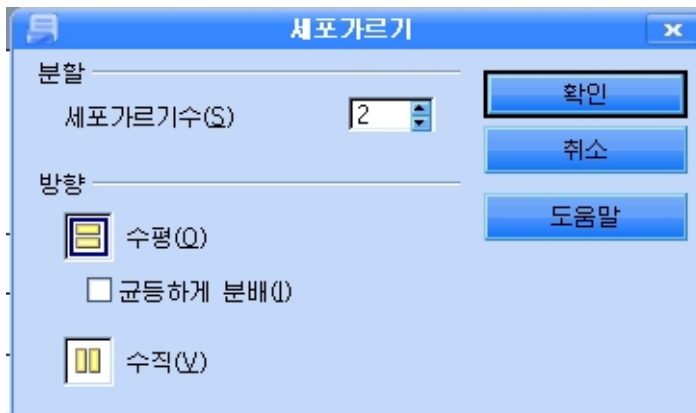 세포가르기
분할
세포가르기수(S)
2
방향
수평(O)
균등하게 분배(I)
수직(V)
확인
취소
도움말